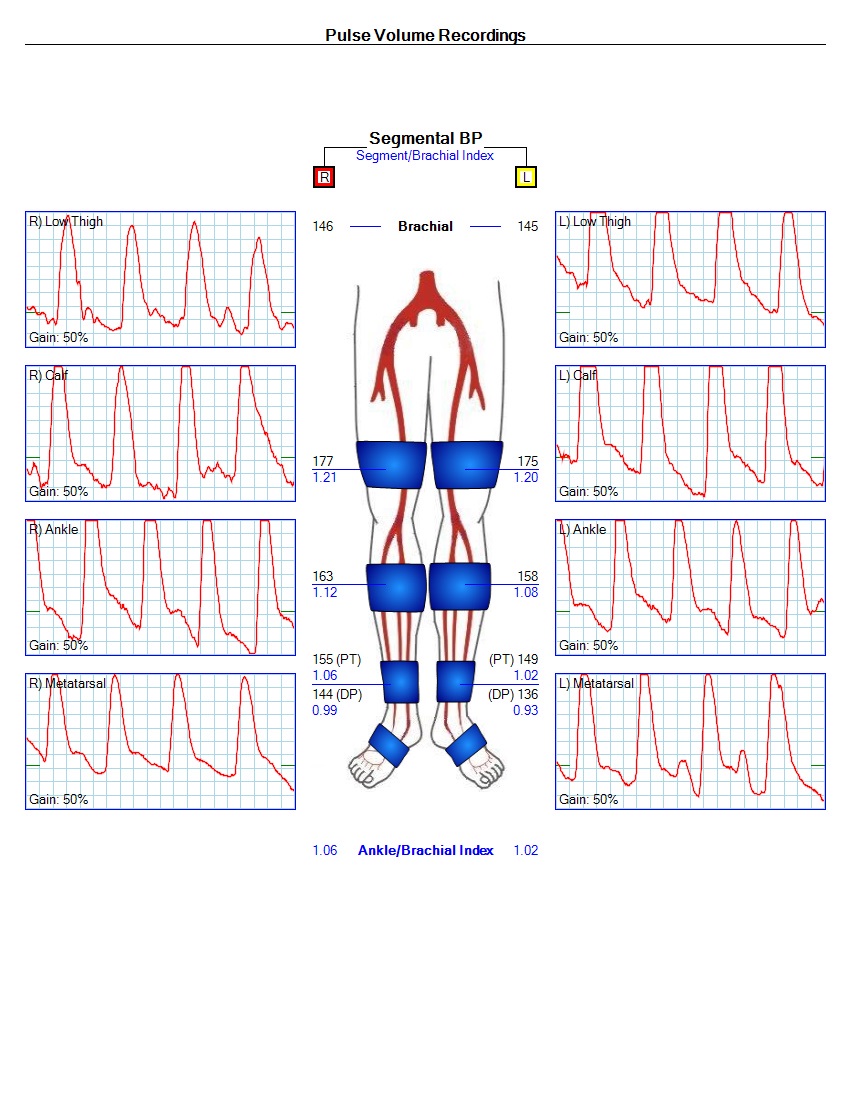 Pulse Volume Recordings
Segmental BP
Segment/Brachial Index
R
L
146 Brachial 145
R) Low Thigh
Gain: 50%
L) Low Thigh
Gain: 50%
R) Calf
Gain: 50%
L) Calf
Gain: 50%
177
1.21
175
1.20
R) Ankle
Gain: 50%
L) Ankle
Gain: 50%
163
1.12
158
1.08
155 (PT)
1.06
144 (DP)
0.99
(PT) 149
1.02
(DP) 136
0.93
R) Metatarsal
Gain: 50%
L) Metatarsal
Gain: 50%
1.06 Ankle/Brachial Index 1.02